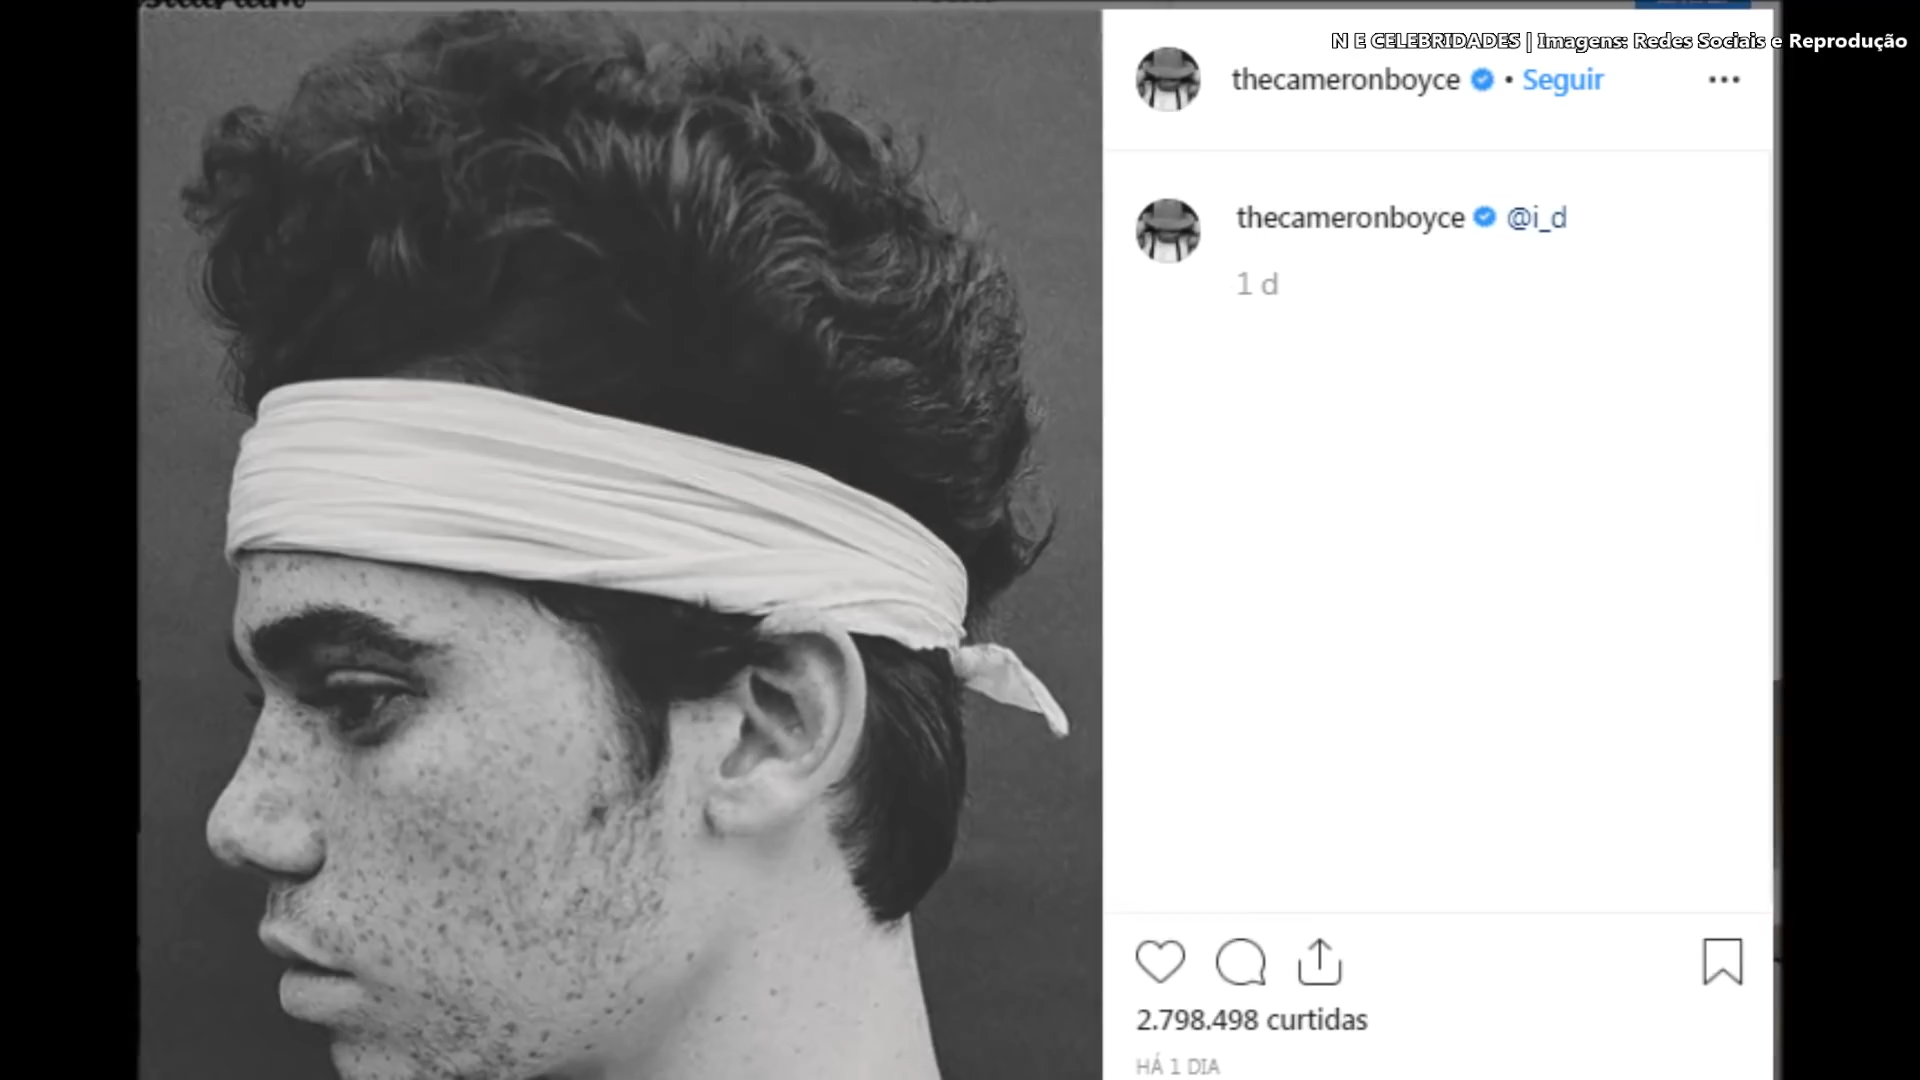 N E CELEBRIDADES | Imagens: Redes Sociais e Reprodução
thecameronboyce • Seguir
thecameronboyce @i_d
1 d
2.798.498 curtidas
HÁ 1 DIA